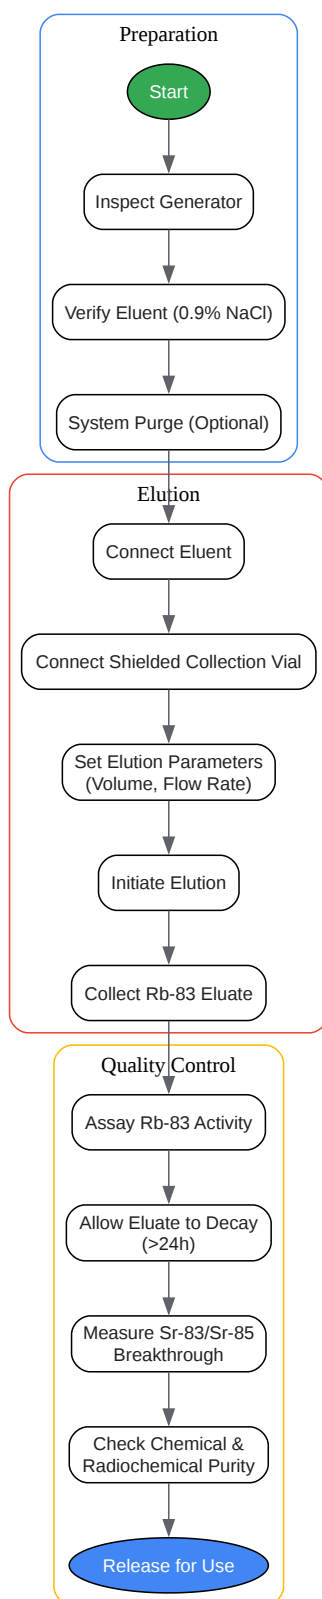 Preparation
Start
Inspect Generator
Verify Eluent (0.9% NaCl)
System Purge (Optional)
Elution
Connect Eluent
Connect Shielded Collection Vial
Set Elution Parameters
(Volume, Flow Rate)
Initiate Elution
Collect Rb-83 Eluate
Quality Control
Assay Rb-83 Activity
Allow Eluate to Decay
(>24h)
Measure Sr-83/Sr-85
Breakthrough
Check Chemical &
Radiochemical Purity
Release for Use